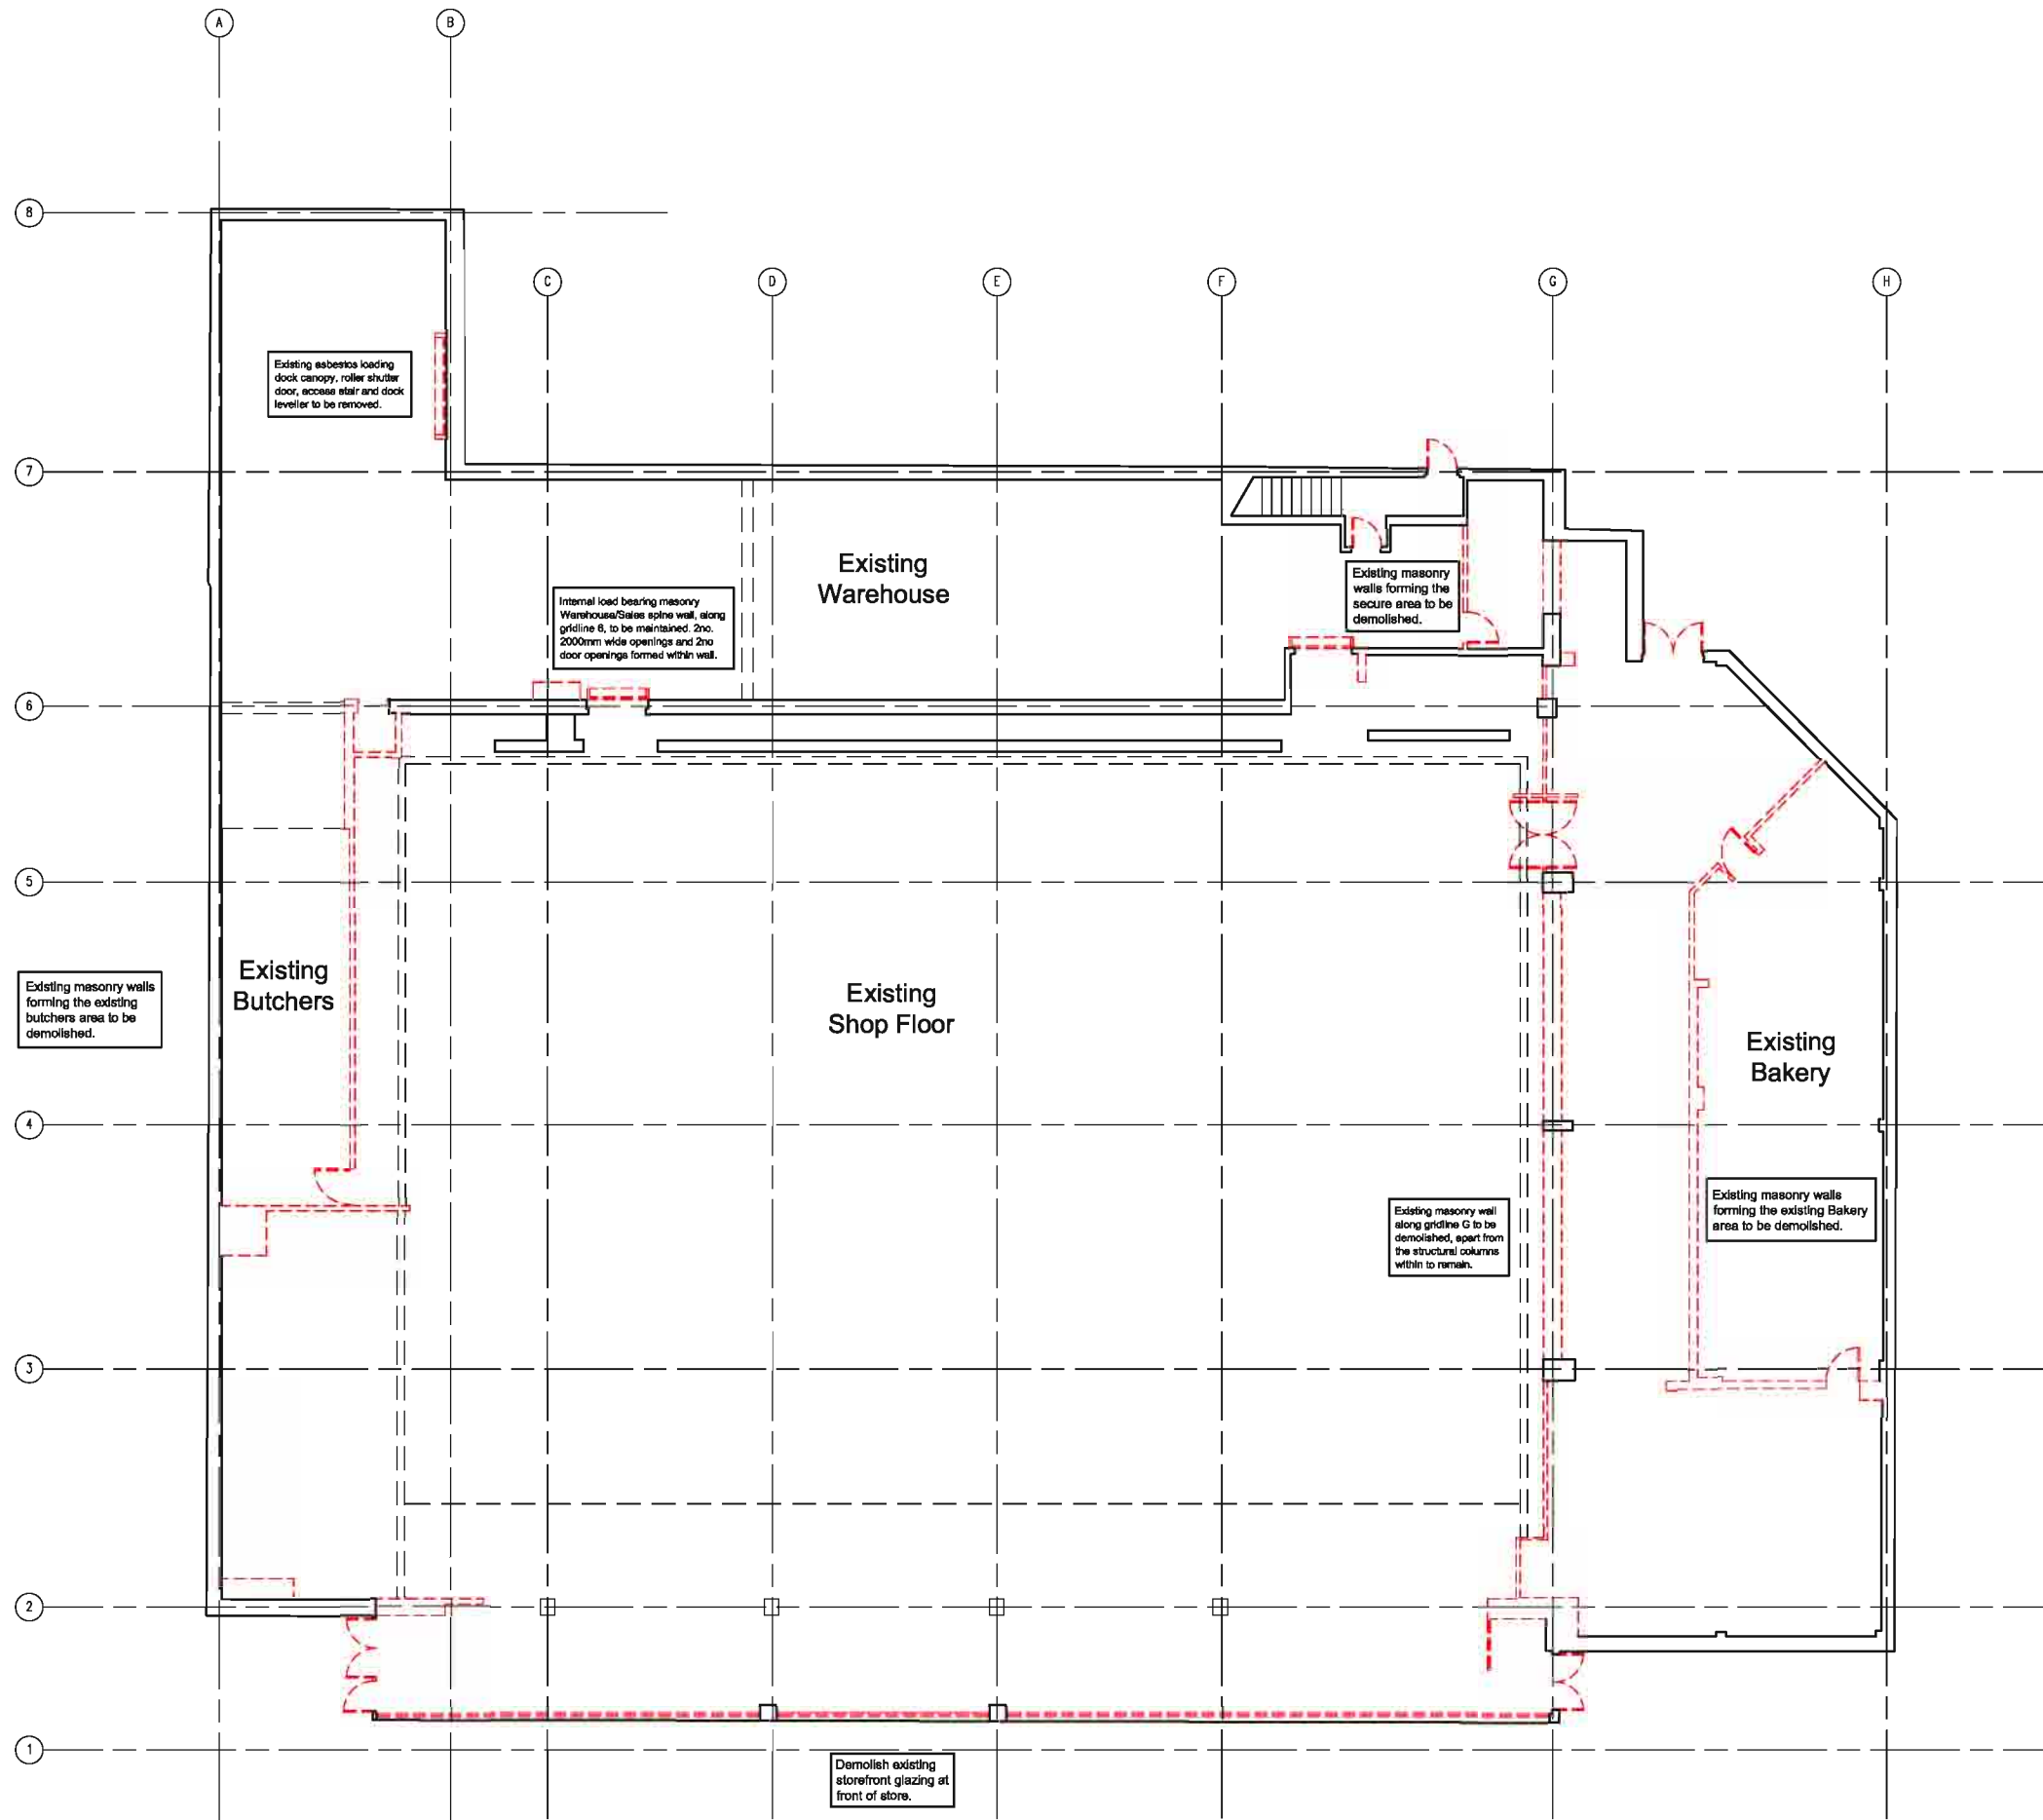 A
B
8
C
D
E
F
G
H
Existing asbestos loading
dock canopy, roller shutter
door, access stair and dock
leveller to be removed.
7
Existing
Warehouse
Existing masonry
walls forming the
secure area to be
demolished.
Internal load bearing masonry
Warehouse/Sales spine wall, along
gridline 6, to be maintained. 2no.
2000mm wide openings and 2no
door openings formed within wall.
6
5
Existing
Butchers
Existing masonry walls
forming the existing
butchers area to be
demolished.
Existing
Shop Floor
Existing
Bakery
4
Existing masonry wall
along gridline G to be
demolished, apart from
the structural columns
within to remain.
Existing masonry walls
forming the existing Bakery
area to be demolished.
3
2
1
Demolish existing
storefront glazing at
front of store.